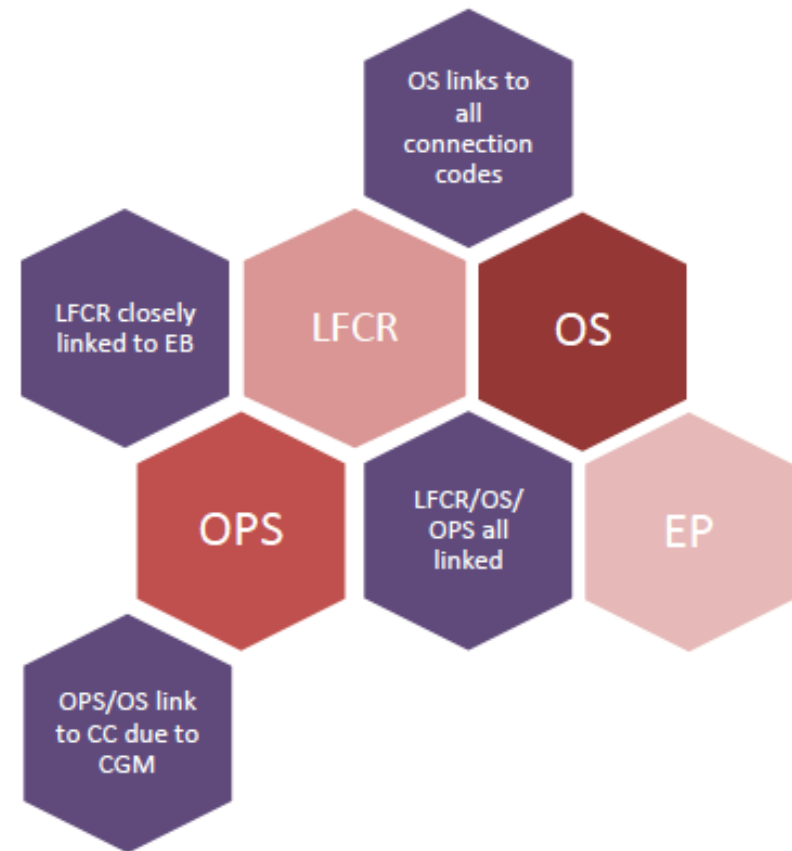 OS links to
all
connection
codes
LFCR closely
linked to EB
LFCR
OS
OPS
LFCR/OS/
OPS all
linked
EP
OPS/OS link
to CC due to
CGM